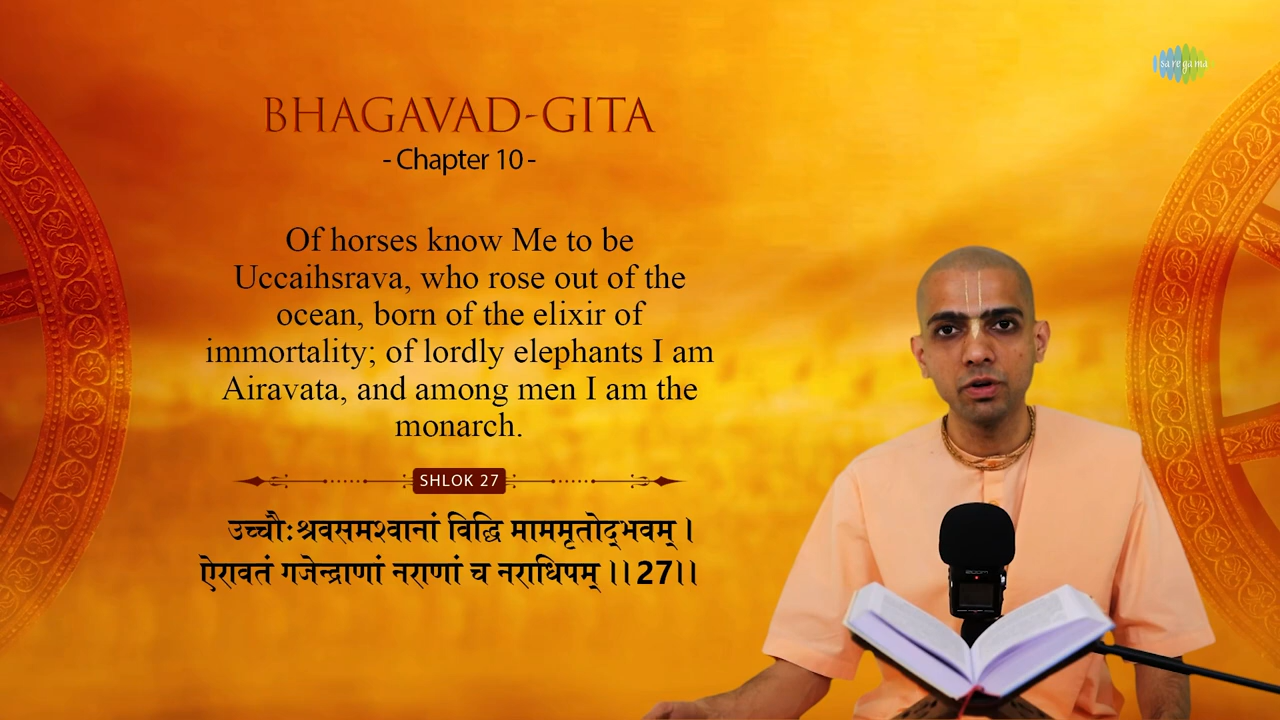 saregama
BHAGAVAD-GITA
- Chapter 10 -
Of horses know Me to be
Uccaihsrava, who rose out of the
ocean, born of the elixir of
immortality; of lordly elephants I am
Airavata, and among men I am the
monarch.
SHLOK 27
उच्चौःश्रवसमश्वानां विद्धि माममृतोद्भवम् ।
ऐरावतं गजेन्द्राणां नराणां च नराधिपम् ।। 27।।
zoom